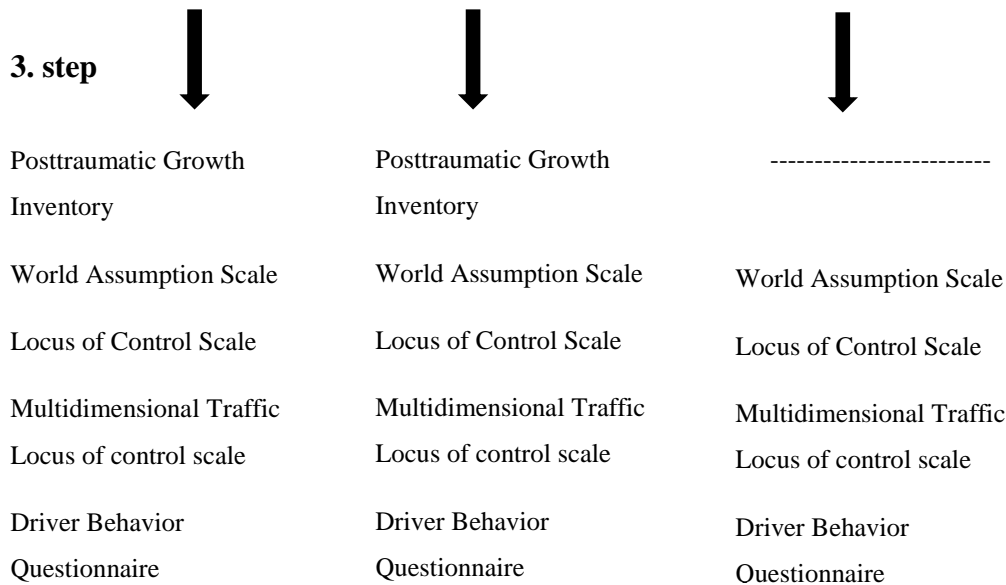 3. step
Posttraumatic Growth
Inventory
World Assumption Scale
Locus of Control Scale
Multidimensional Traffic
Locus of control scale
Driver Behavior
Questionnaire
Posttraumatic Growth
Inventory
World Assumption Scale
Locus of Control Scale
Multidimensional Traffic
Locus of control scale
Driver Behavior
Questionnaire
-------------------------
World Assumption Scale
Locus of Control Scale
Multidimensional Traffic
Locus of control scale
Driver Behavior
Questionnaire